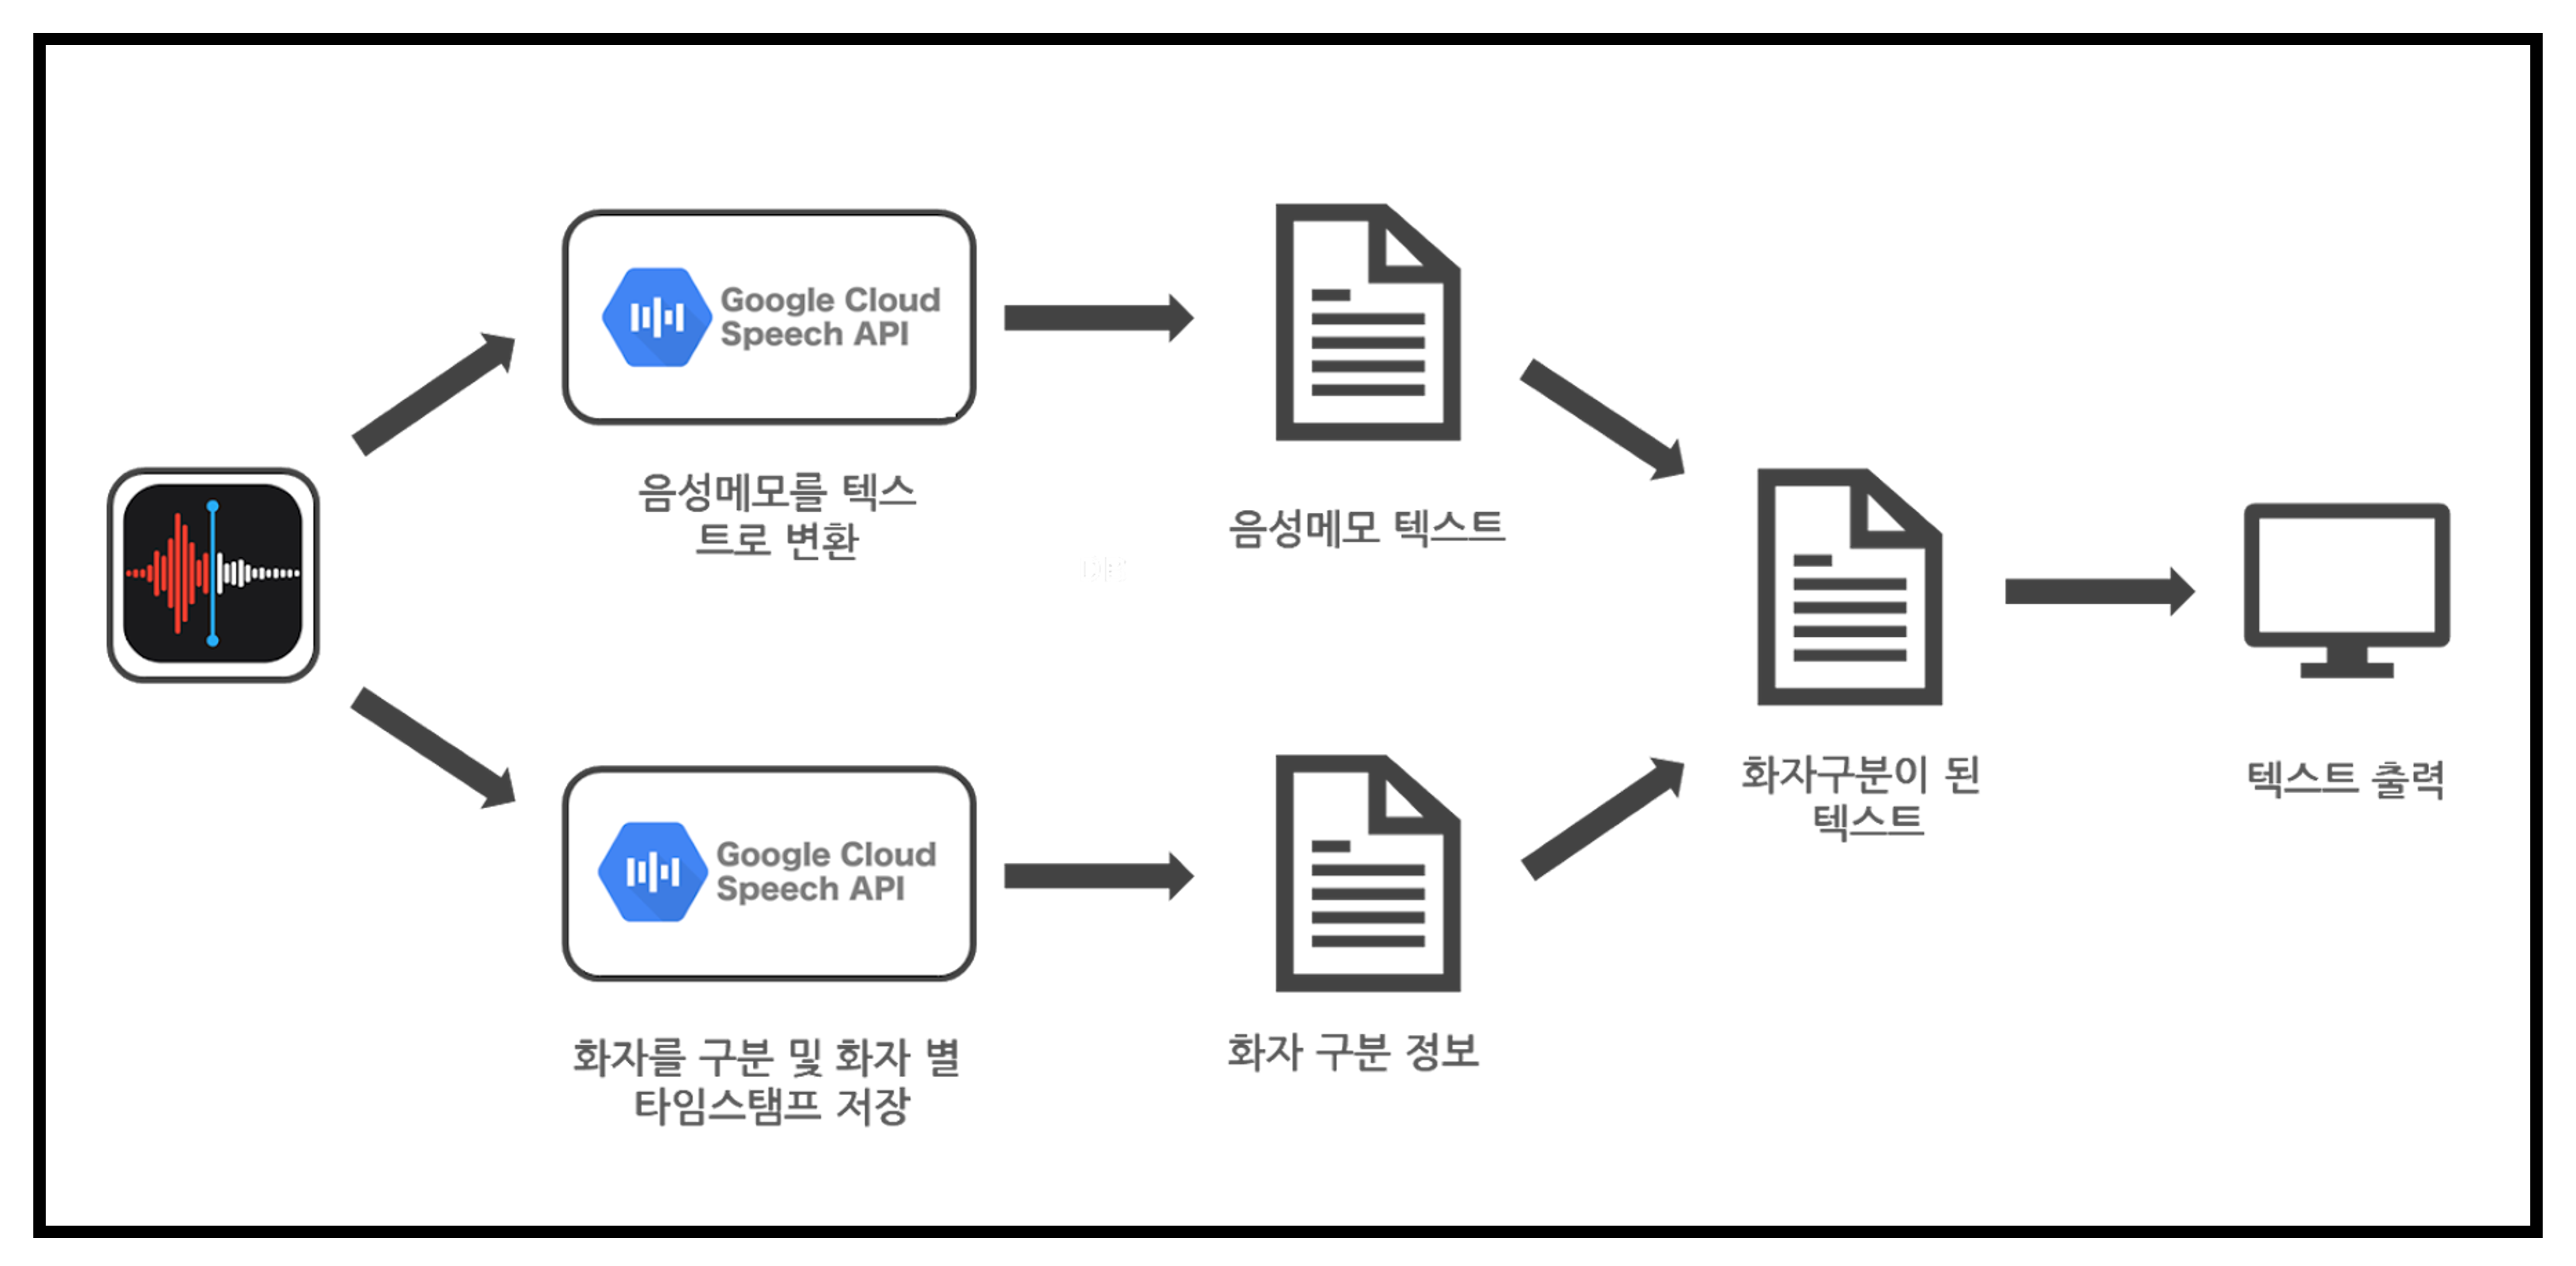 Google Cloud
Speech API
음성메모를 텍스
트로 변환
음성메모 텍스트
Google Cloud
Speech API
화자를 구분 및 화자 별
타임스탬프 저장
화자 구분 정보
화자구분이 된
텍스트
텍스트 출력